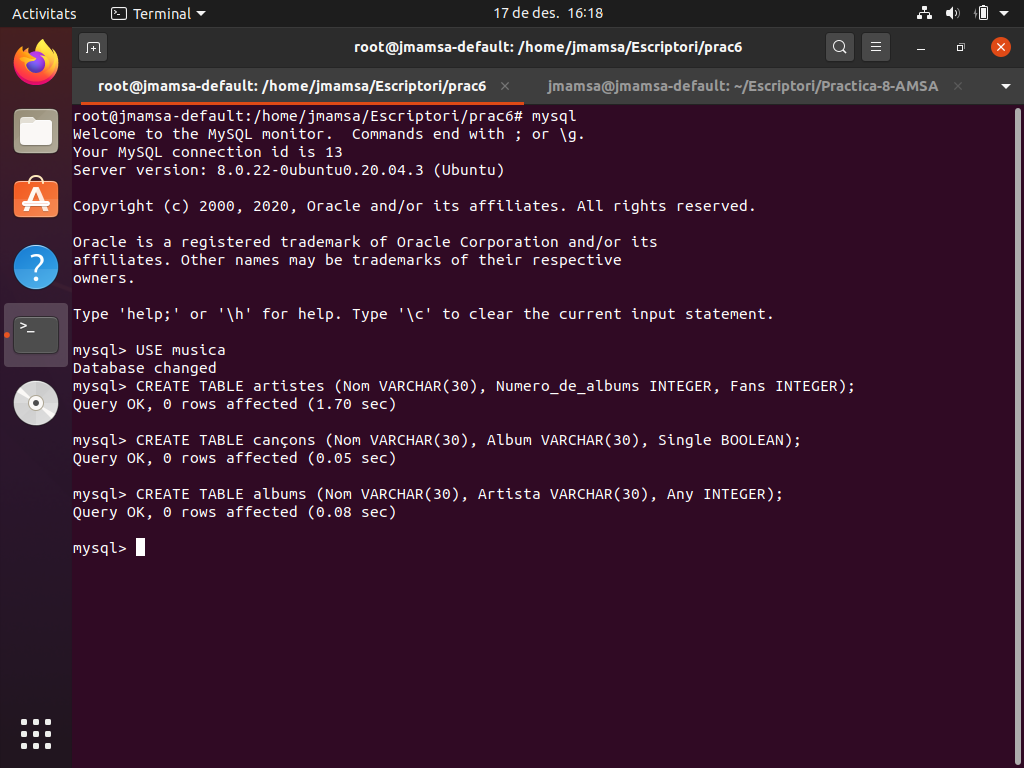 Activitats
Terminal
17 de des.  16:18
root@jmamsa-default: /home/jmamsa/Escriptori/prac6
root@jmamsa-default: /home/jmamsa/Escriptori/prac6
jmamsa@jmamsa-default: ~/Escriptori/Practica-8-AMSA
root@jmamsa-default:/home/jmamsa/Escriptori/prac6# mysql
Welcome to the MySQL monitor.  Commands end with ; or \g.
Your MySQL connection id is 13
Server version: 8.0.22-0ubuntu0.20.04.3 (Ubuntu)
Copyright (c) 2000, 2020, Oracle and/or its affiliates. All rights reserved.
Oracle is a registered trademark of Oracle Corporation and/or its
affiliates. Other names may be trademarks of their respective
owners.
Type 'help;' or '\h' for help. Type '\c' to clear the current input statement.
mysql> USE musica
Database changed
mysql> CREATE TABLE artistes (Nom VARCHAR(30), Numero_de_albums INTEGER, Fans INTEGER);
Query OK, 0 rows affected (1.70 sec)
mysql> CREATE TABLE cançons (Nom VARCHAR(30), Album VARCHAR(30), Single BOOLEAN);
Query OK, 0 rows affected (0.05 sec)
mysql> CREATE TABLE albums (Nom VARCHAR(30), Artista VARCHAR(30), Any INTEGER);
Query OK, 0 rows affected (0.08 sec)
mysql>